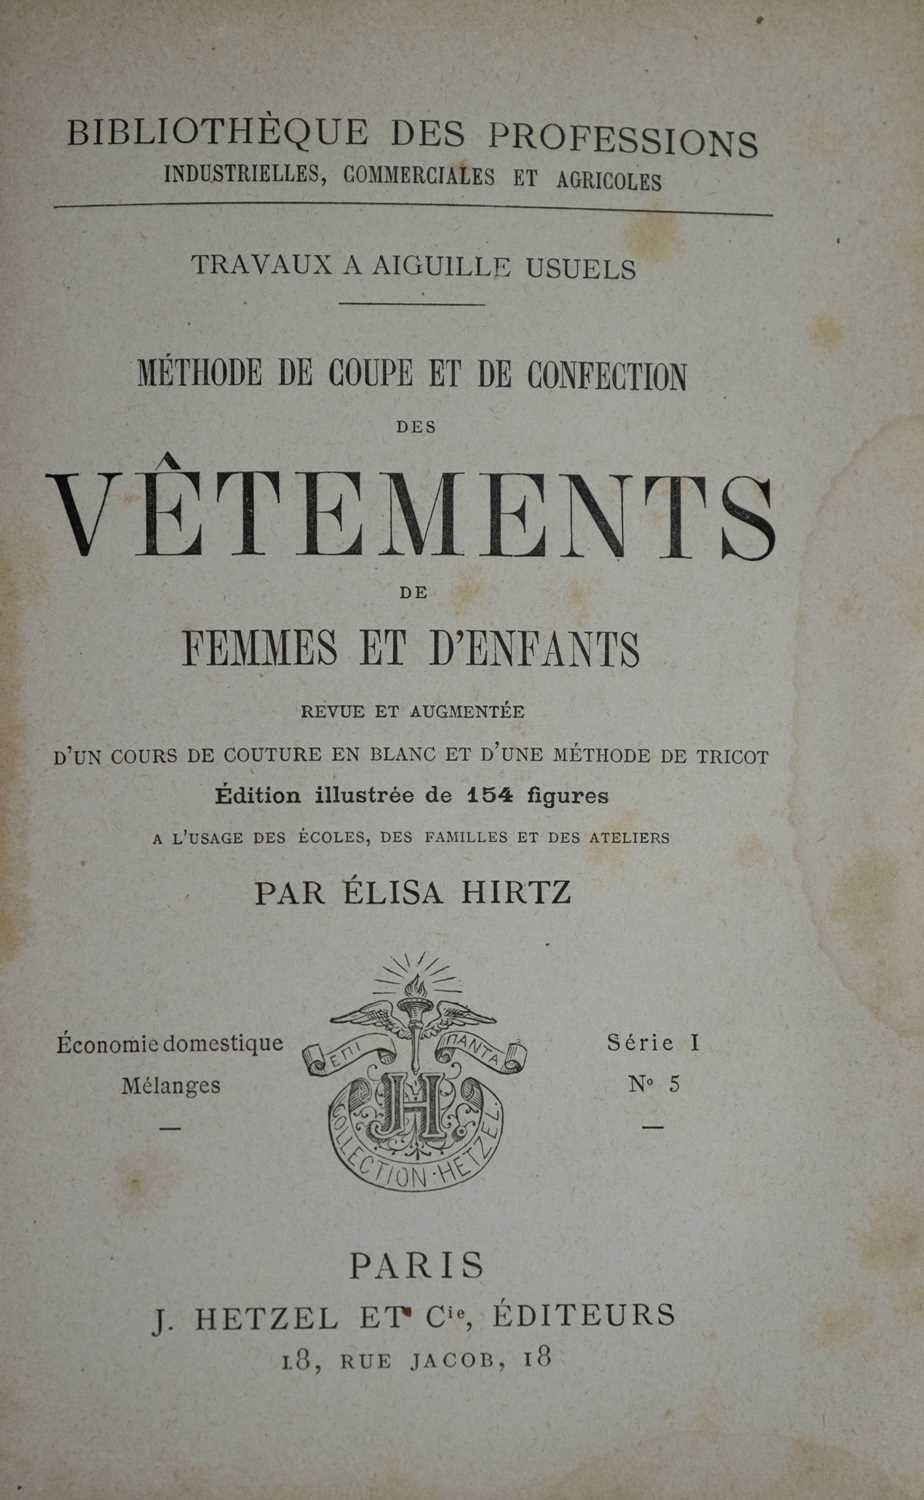 BIBLIOTHÈQUE DES PROFESSIONS
INDUSTRIELLES, COMMERCIALES ET AGRICOLES
TRAVAUX A AIGUILLE USUELS
MÉTHODE DE COUPE ET DE CONFECTION
DES
VÊTEMENTS
DE
FEMMES ET D'ENFANTS
REVUE ET AUGMENTÉE
D'UN COURS DE COUTURE EN BLANC ET D'UNE MÉTHODE DE TRICOT
Édition illustrée de 154 figures
A L'USAGE DES ÉCOLES, DES FAMILLES ET DES ATELIERS
PAR ÉLISA HIRTZ
Économie domestique
Mélanges
ΕΠΙ ΠΑΝΤΑ
H
COLLECTION · HETZEL.
Série I
Nº 5
PARIS
J. HETZEL ET Cⁱᵉ, ÉDITEURS
18, RUE JACOB, 18